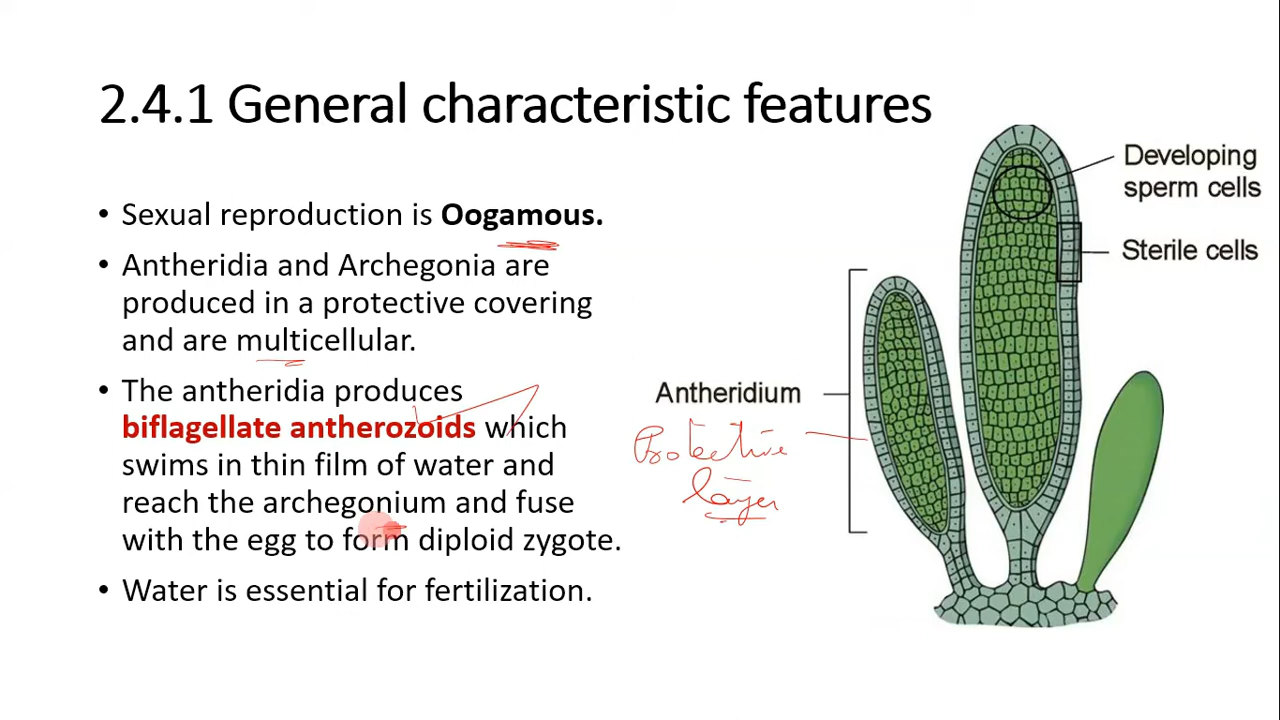 2.4.1 General characteristic features
• Sexual reproduction is Oogamous.
• Antheridia and Archegonia are
produced in a protective covering
and are multicellular.
• The antheridia produces
biflagellate antherozoids which
swims in thin film of water and
reach the archegonium and fuse
with the egg to form diploid zygote.
• Water is essential for fertilization.
Developing
sperm cells
Sterile cells
Antheridium
Protective
layer